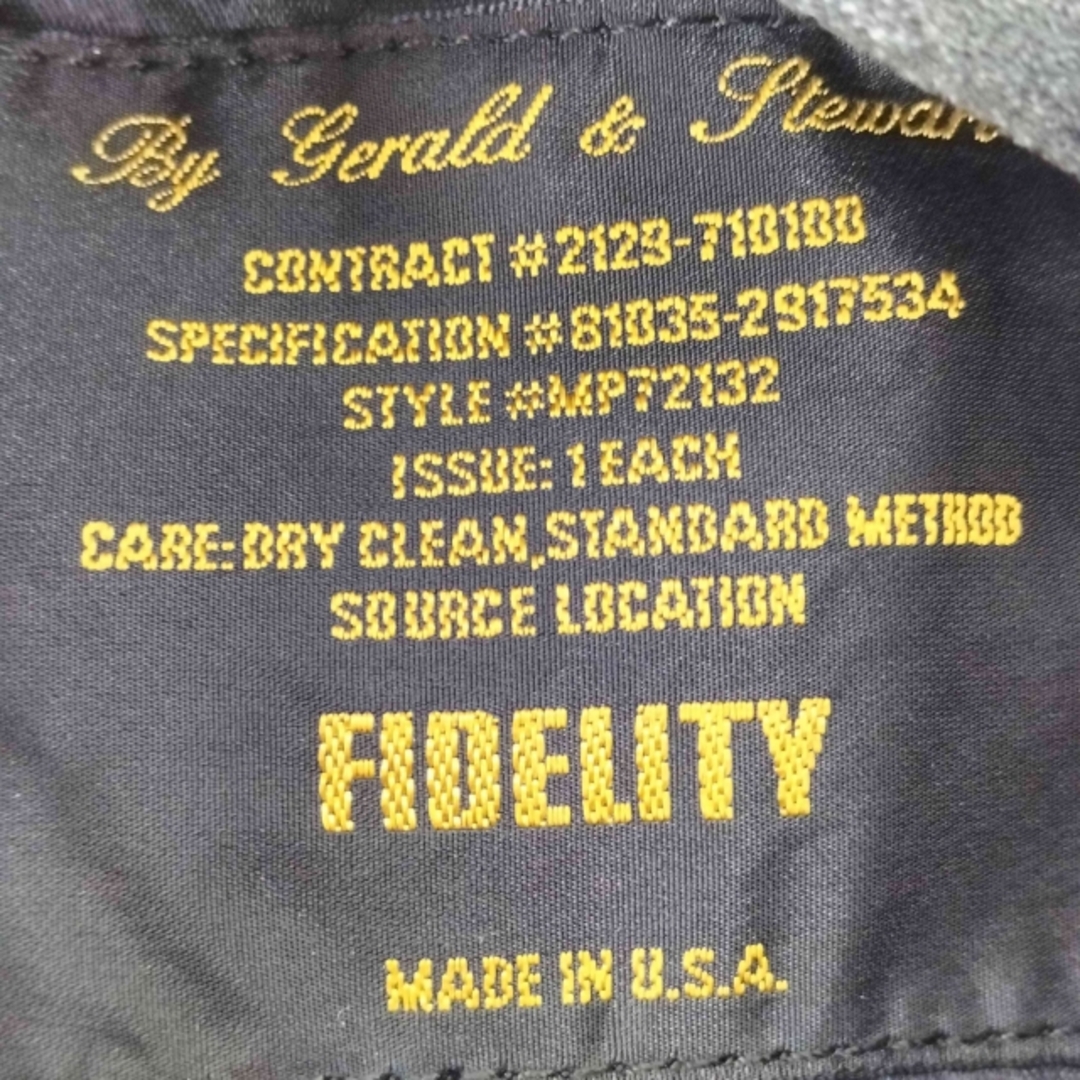 By Gerald & Stewart
CONTRACT #2129-710100
SPECIFICATION #81035-2917534
STYLE #MP72132
ISSUE: 1 EACH
CARE: DRY CLEAN, STANDARD METHOD
SOURCE LOCATION
FIDELITY
MADE IN U.S.A.